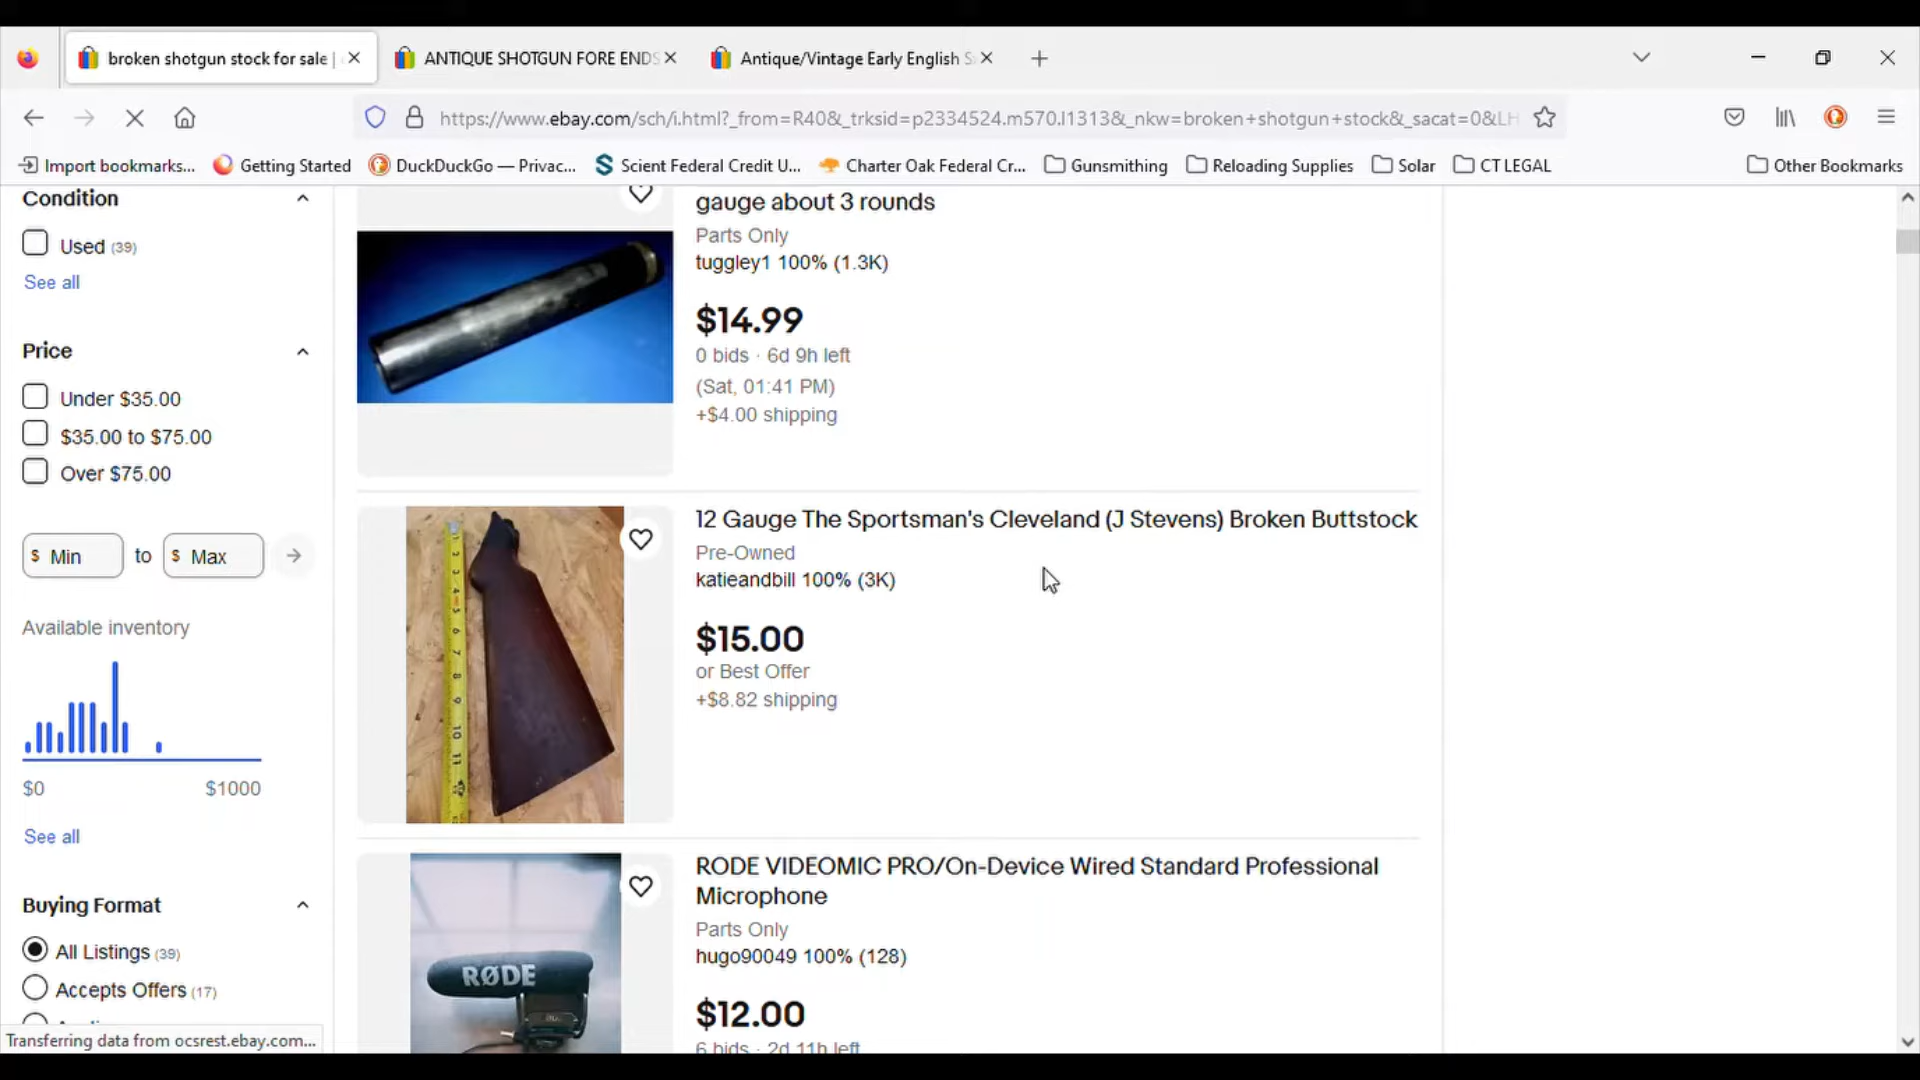 broken shotgun stock for sale |
ANTIQUE SHOTGUN FORE ENDS
Antique/Vintage Early English S
https://www.ebay.com/sch/i.html?_from=R40&_trksid=p2334524.m570.l1313&_nkw=broken+shotgun+stock&_sacat=0&LH
Import bookmarks...
Getting Started
DuckDuckGo — Privac...
Scient Federal Credit U...
Charter Oak Federal Cr...
Gunsmithing
Reloading Supplies
Solar
CT LEGAL
Other Bookmarks
Condition
Used (39)
See all
Price
Under $35.00
$35.00 to $75.00
Over $75.00
$ Min to $ Max
Available inventory
$0 $1000
See all
Buying Format
All Listings (39)
Accepts Offers (17)
Transferring data from ocsrest.ebay.com...
gauge about 3 rounds
Parts Only
tuggley1 100% (1.3K)
$14.99
0 bids · 6d 9h left
(Sat, 01:41 PM)
+$4.00 shipping
12 Gauge The Sportsman's Cleveland (J Stevens) Broken Buttstock
Pre-Owned
katieandbill 100% (3K)
$15.00
or Best Offer
+$8.82 shipping
RØDE
RODE VIDEOMIC PRO/On-Device Wired Standard Professional
Microphone
Parts Only
hugo90049 100% (128)
$12.00
6 bids · 2d 11h left